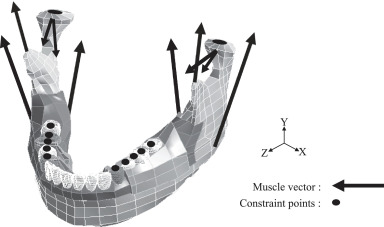 Y
Z X
Muscle vector :
Constraint points :